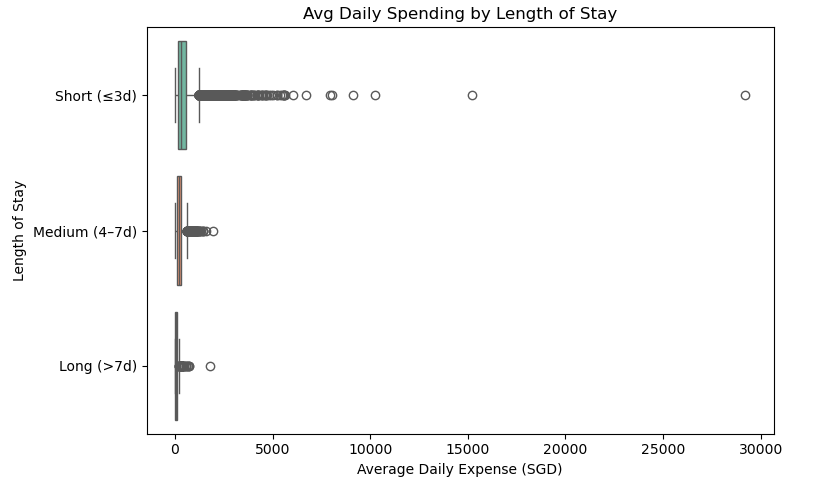 Avg Daily Spending by Length of Stay
Length of Stay
Short (≤3d)
Medium (4–7d)
Long (>7d)
0 5000 10000 15000 20000 25000 30000
Average Daily Expense (SGD)